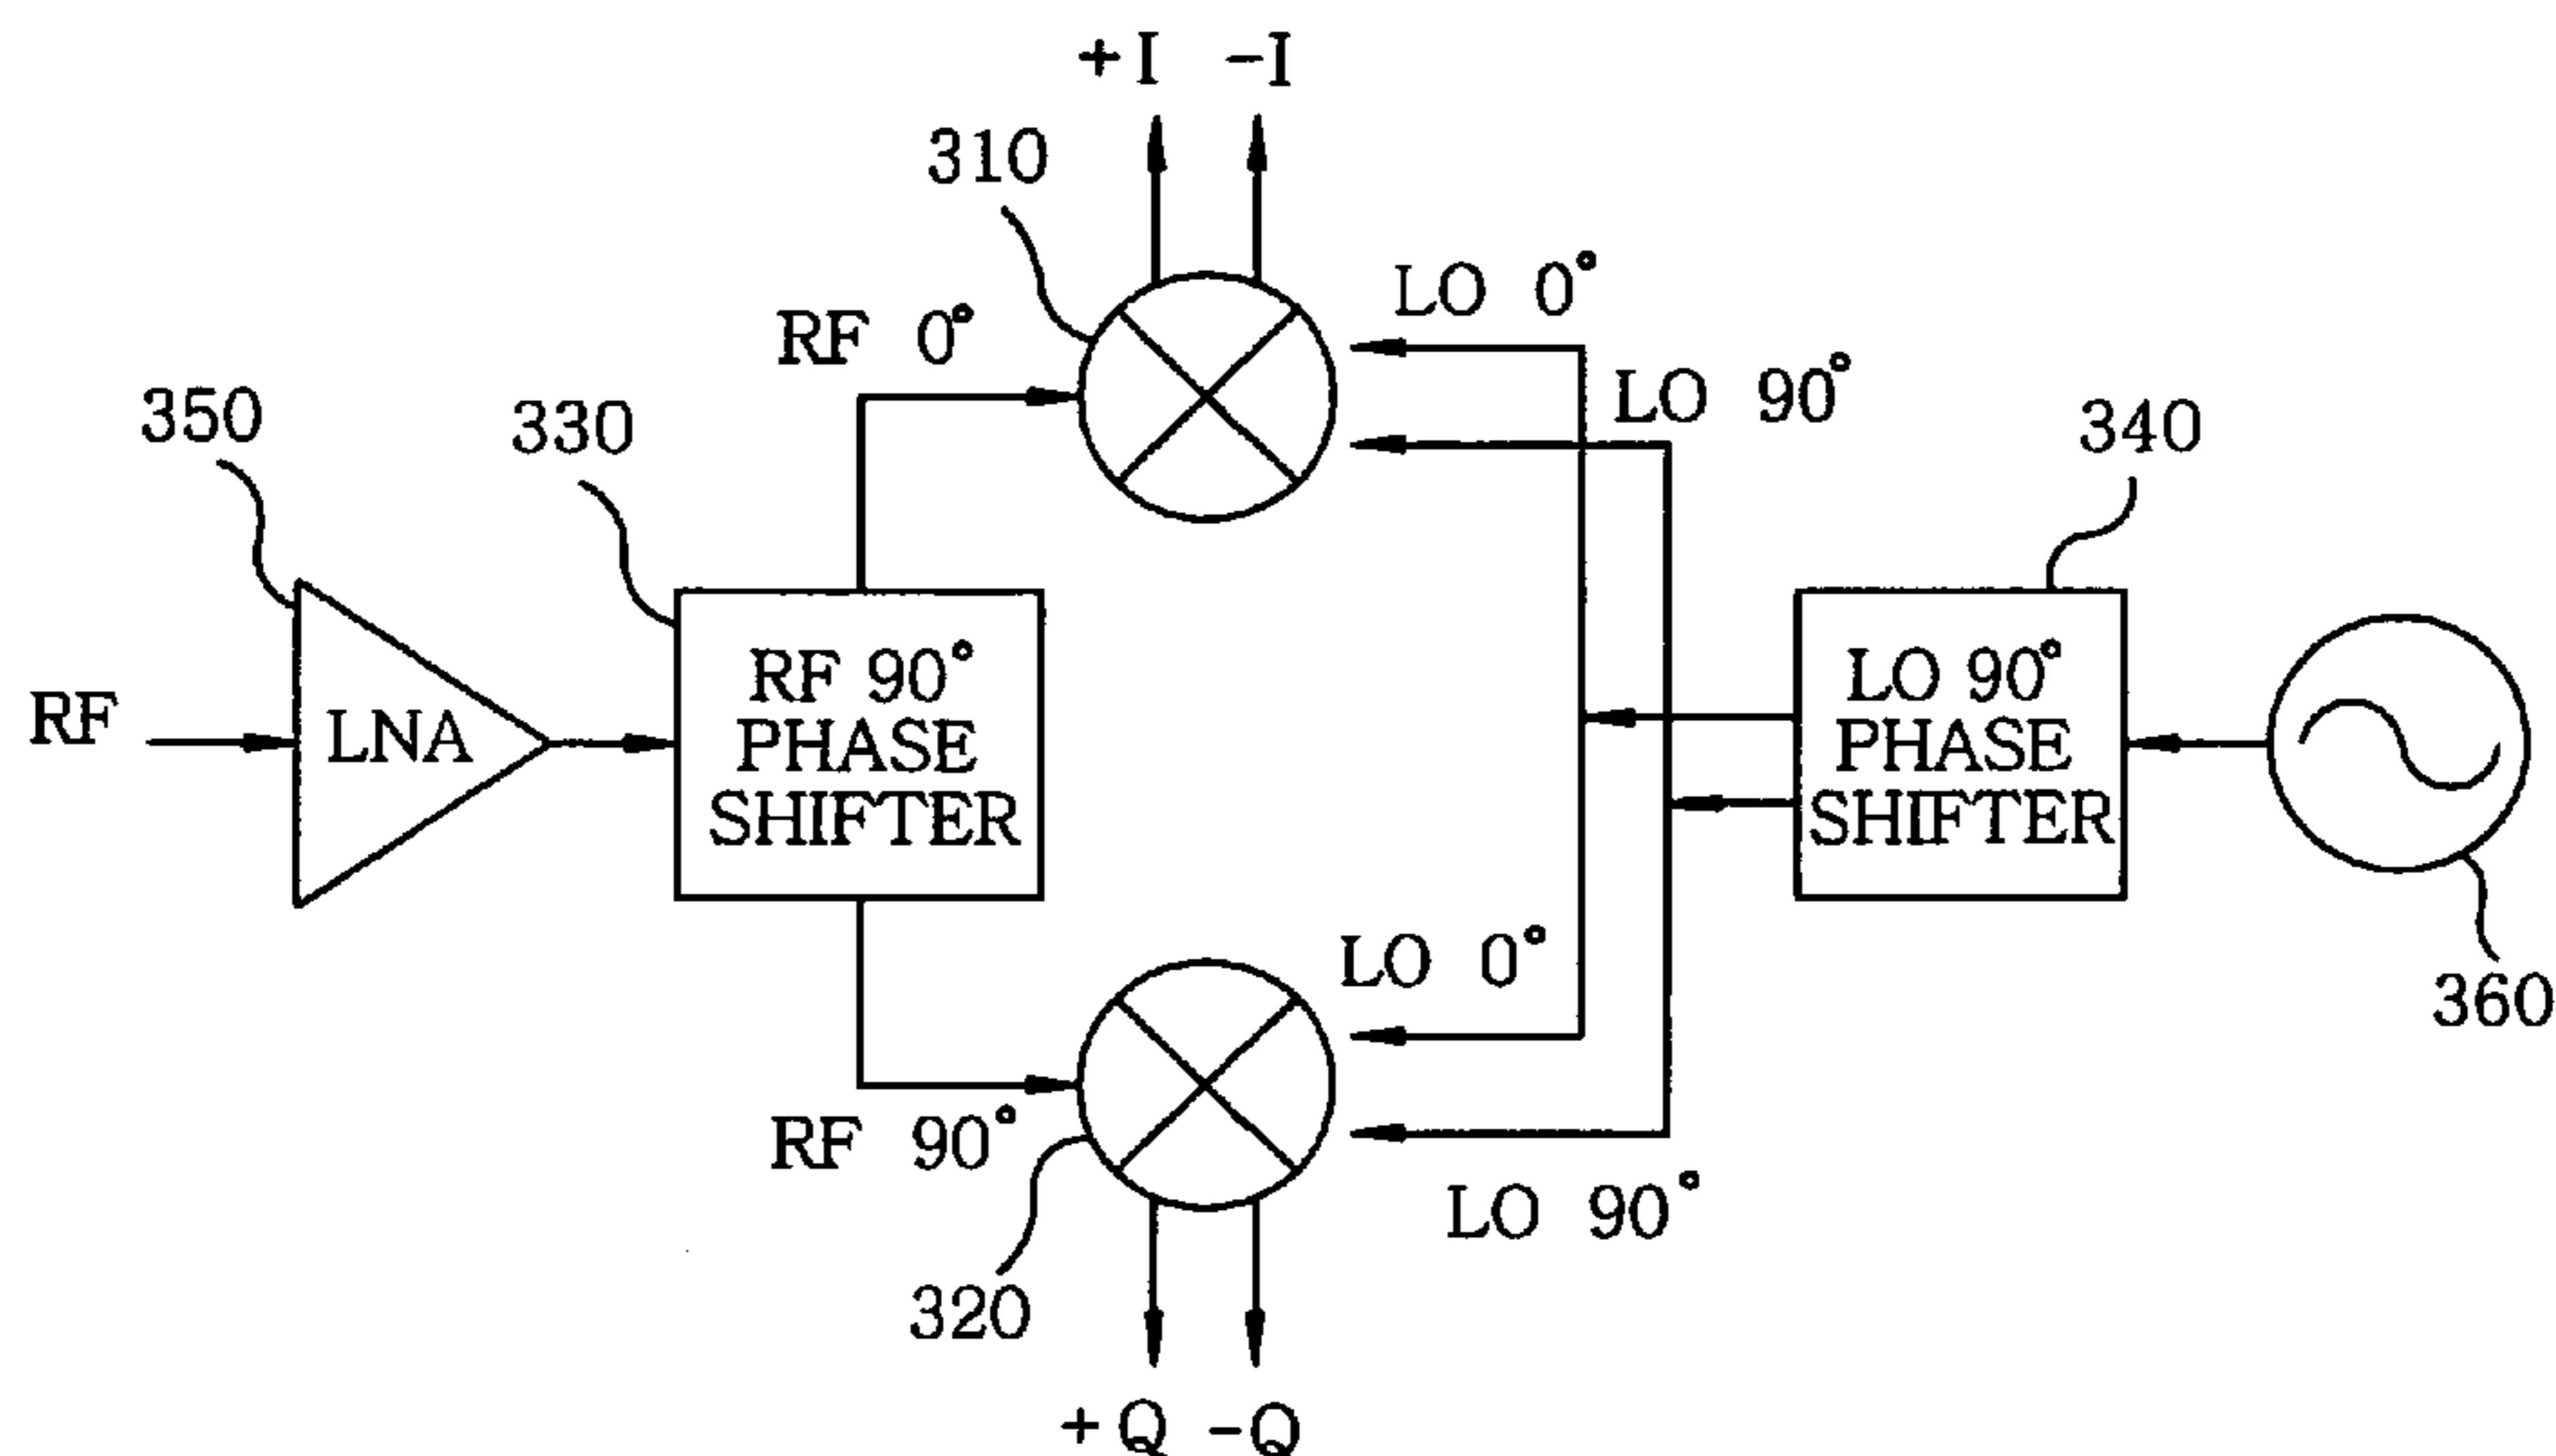 +I -I
310
LO 0°
RF 0°
LO 90°
350
330
340
RF
LNA
RF 90°
PHASE
SHIFTER
LO 90°
PHASE
SHIFTER
LO 0°
360
RF 90°
LO 90°
320
+Q -Q